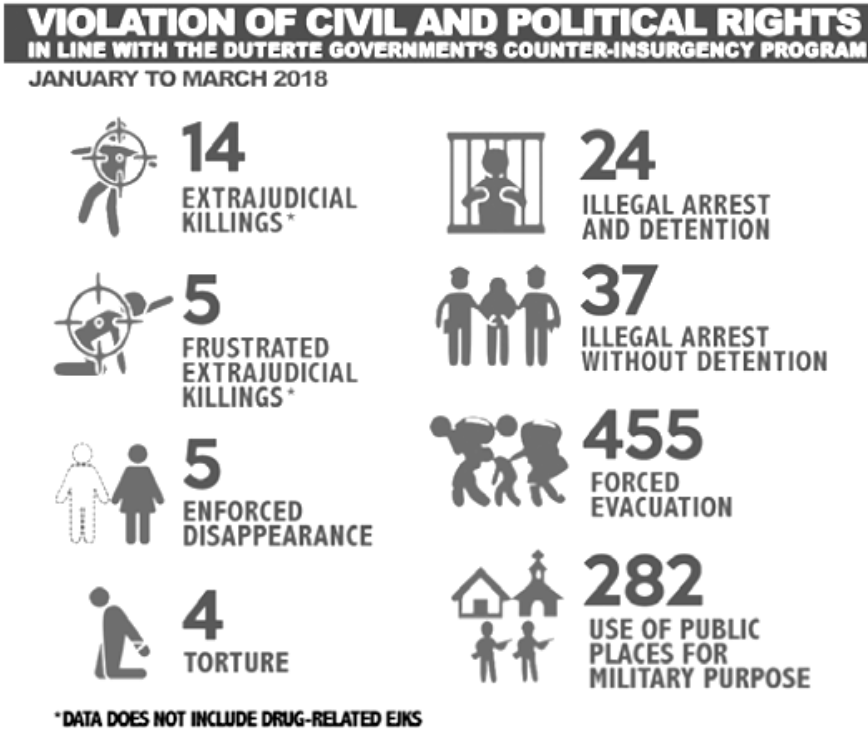 VIOLATION OF CIVIL AND POLITICAL RIGHTS
IN LINE WITH THE DUTERTE GOVERNMENT'S COUNTER-INSURGENCY PROGRAM
JANUARY TO MARCH 2018
14
EXTRAJUDICIAL
KILLINGS*
5
FRUSTRATED
EXTRAJUDICIAL
KILLINGS*
5
ENFORCED
DISAPPEARANCE
4
TORTURE
24
ILLEGAL ARREST
AND DETENTION
37
ILLEGAL ARREST
WITHOUT DETENTION
455
FORCED
EVACUATION
282
USE OF PUBLIC
PLACES FOR
MILITARY PURPOSE
*DATA DOES NOT INCLUDE DRUG-RELATED EJKS